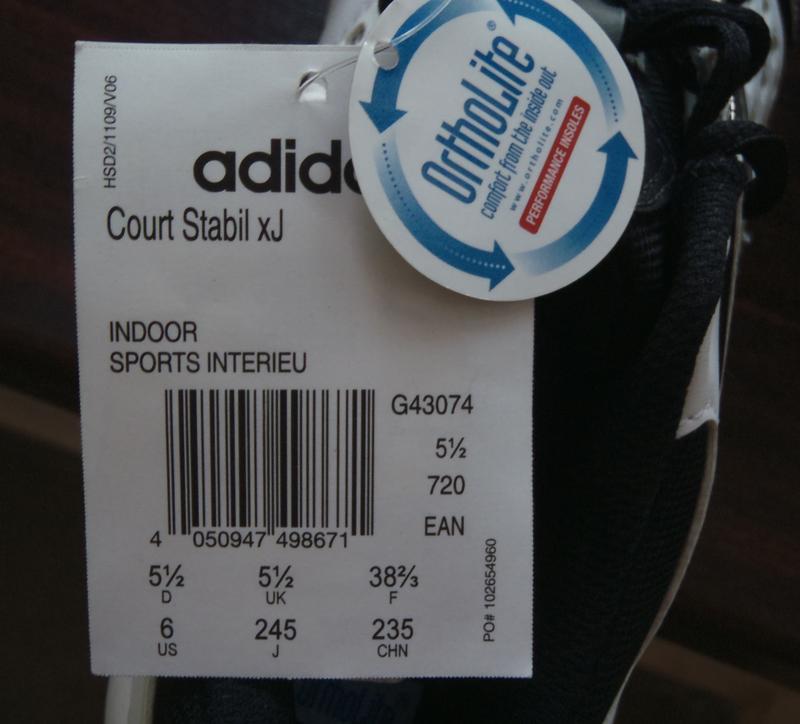 HSD2/1109/V06
adid
Court Stabil xJ
OrthoLite®
comfort from the inside out
www.ortholite.com
PERFORMANCE INSOLES
INDOOR
SPORTS INTERIEU
G43074
5½
720
EAN
4 050947 498671
5½ 5½ 38⅔
D UK F
6 245 235
US J CHN
PO# 102654960